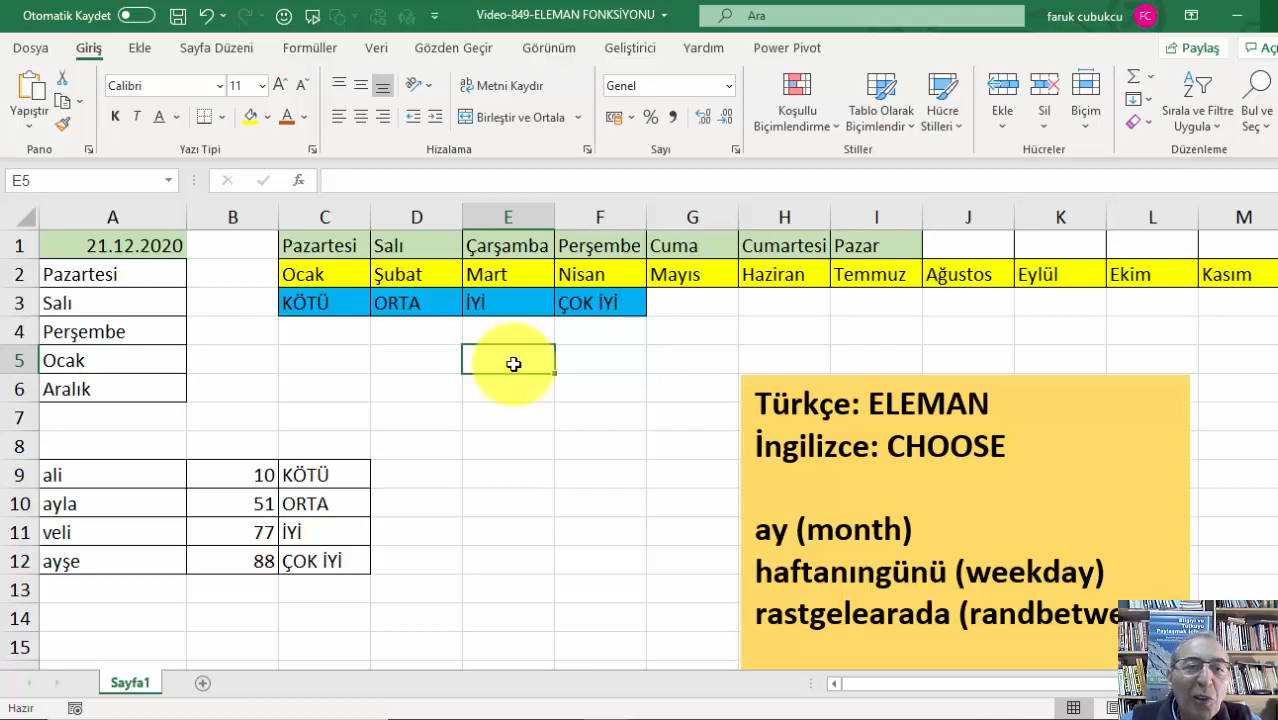 Otomatik Kaydet
Video-849-ELEMAN FONKSİYONU
Ara
faruk cubukcu
FC
Dosya Giriş Ekle Sayfa Düzeni Formüller Veri Gözden Geçir Görünüm Geliştirici Yardım Power Pivot Paylaş
Yapıştır
Calibri 11
K T A
Metni Kaydır
Birleştir ve Ortala
Genel
Koşullu Biçimlendirme
Tablo Olarak Biçimlendir
Hücre Stilleri
Ekle Sil Biçim
Sırala ve Filtre Uygula
Bul ve Seç
Pano Yazı Tipi Hizalama Sayı Stiller Hücreler Düzenleme
E5 fx
A B C D E F G H I J K L M
1 21.12.2020 Pazartesi Salı Çarşamba Perşembe Cuma Cumartesi Pazar
2 Pazartesi Ocak Şubat Mart Nisan Mayıs Haziran Temmuz Ağustos Eylül Ekim Kasım
3 Salı KÖTÜ ORTA İYİ ÇOK İYİ
4 Perşembe
5 Ocak
6 Aralık
7
8
9 ali 10 KÖTÜ
10 ayla 51 ORTA
11 veli 77 İYİ
12 ayşe 88 ÇOK İYİ
13
14
15
Türkçe: ELEMAN
İngilizce: CHOOSE
ay (month)
haftanıngünü (weekday)
rastgelearada (randbetwe
Sayfa1
Hazır